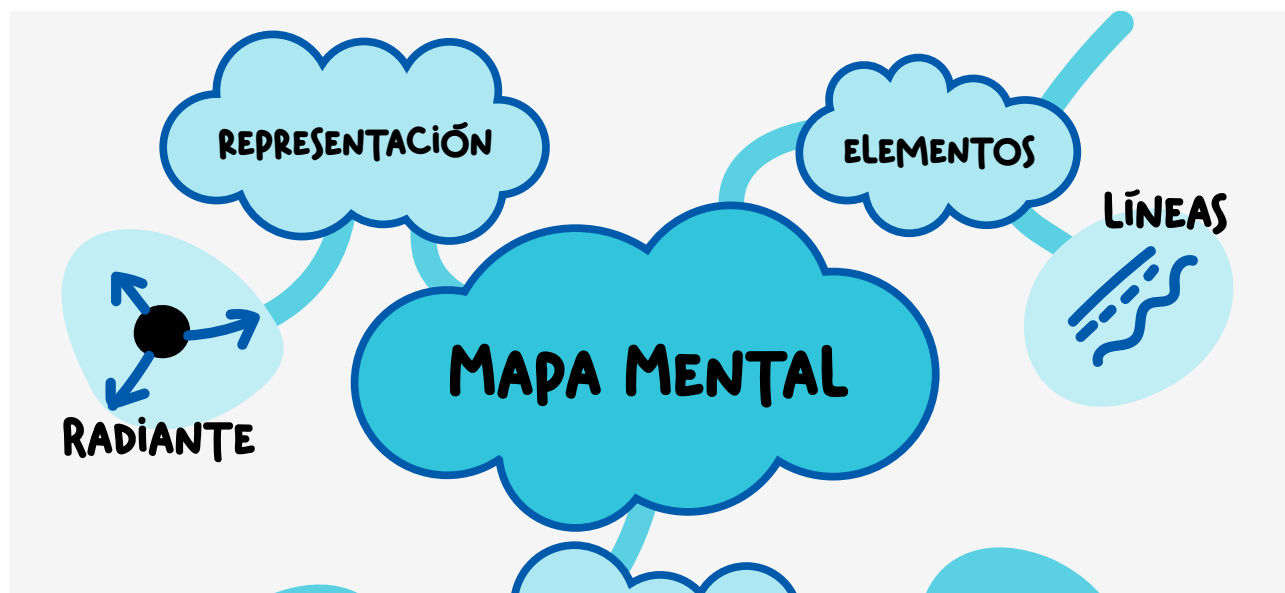 REPRESENTACIÓN
ELEMENTOS
LÍNEAS
MAPA MENTAL
RADIANTE